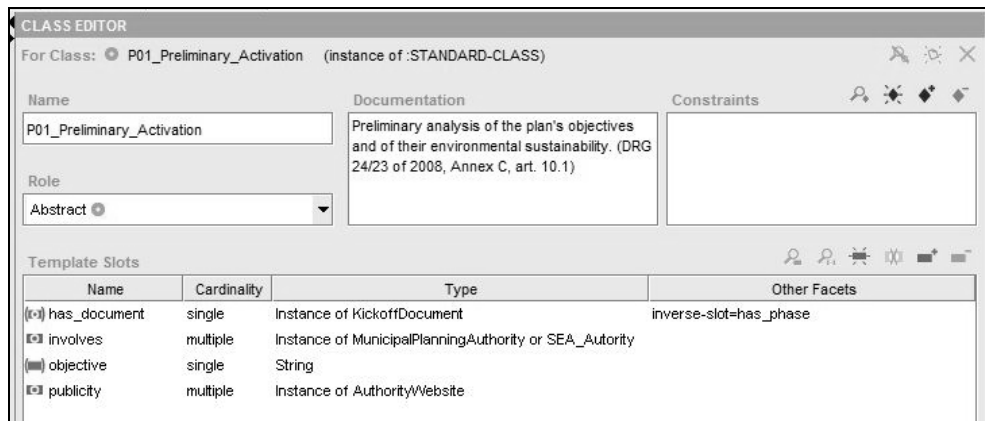 CLASS EDITOR
For Class: P01_Preliminary_Activation (instance of :STANDARD-CLASS)
Name
P01_Preliminary_Activation
Role
Abstract
Documentation
Preliminary analysis of the plan's objectives
and of their environmental sustainability. (DRG
24/23 of 2008, Annex C, art. 10.1)
Constraints
Template Slots
Name Cardinality Type Other Facets
has_document single Instance of KickoffDocument inverse-slot=has_phase
involves multiple Instance of MunicipalPlanningAuthority or SEA_Autority
objective single String
publicity multiple Instance of AuthorityWebsite